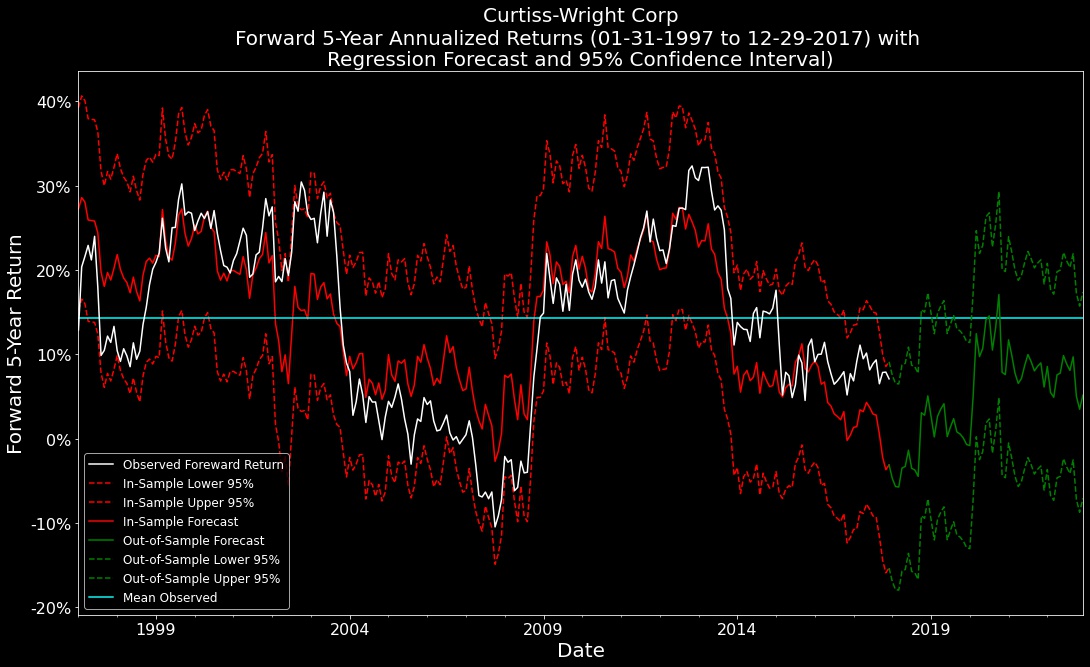 Curtiss-Wright Corp
Forward 5-Year Annualized Returns (01-31-1997 to 12-29-2017) with
Regression Forecast and 95% Confidence Interval)
Forward 5-Year Return
40%
30%
20%
10%
0%
-10%
-20%
Observed Foreward Return
In-Sample Lower 95%
In-Sample Upper 95%
In-Sample Forecast
Out-of-Sample Forecast
Out-of-Sample Lower 95%
Out-of-Sample Upper 95%
Mean Observed
1999
2004
2009
2014
2019
Date